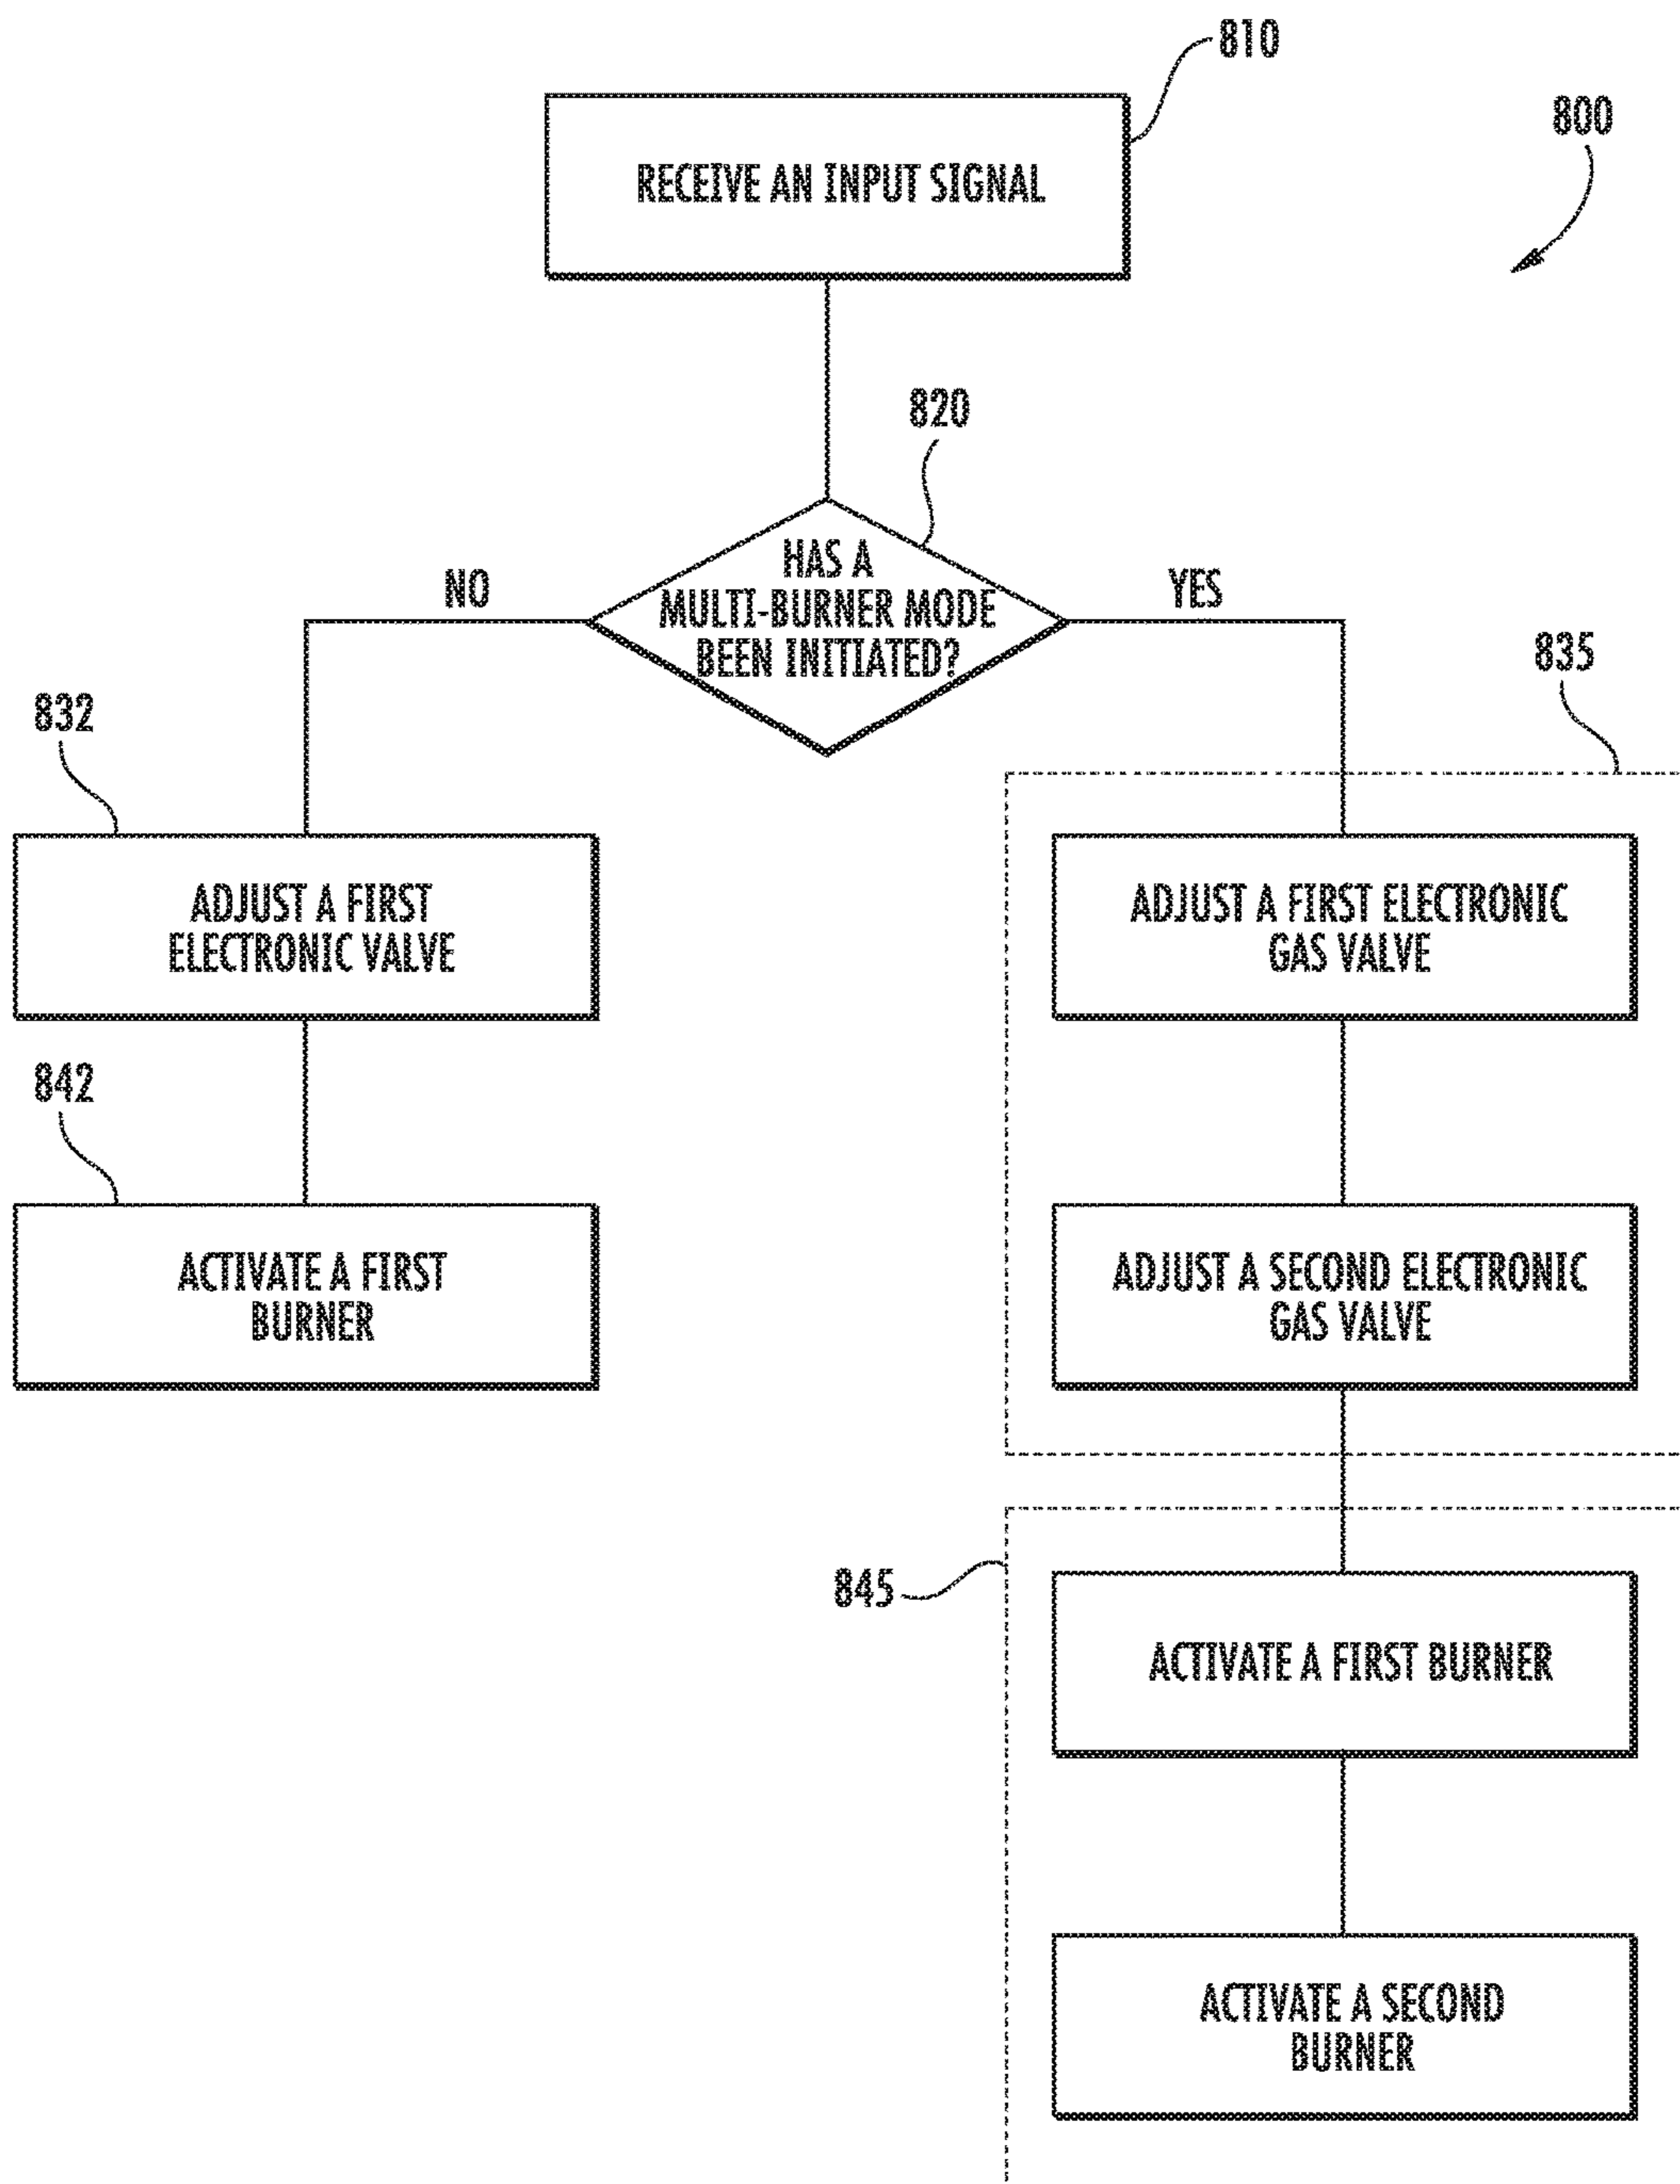 810
800
RECEIVE AN INPUT SIGNAL
820
HAS A
MULTI-BURNER MODE
BEEN INITIATED?
NO
YES
835
832
ADJUST A FIRST
ELECTRONIC VALVE
ADJUST A FIRST ELECTRONIC
GAS VALVE
842
ACTIVATE A FIRST
BURNER
ADJUST A SECOND ELECTRONIC
GAS VALVE
845
ACTIVATE A FIRST BURNER
ACTIVATE A SECOND
BURNER